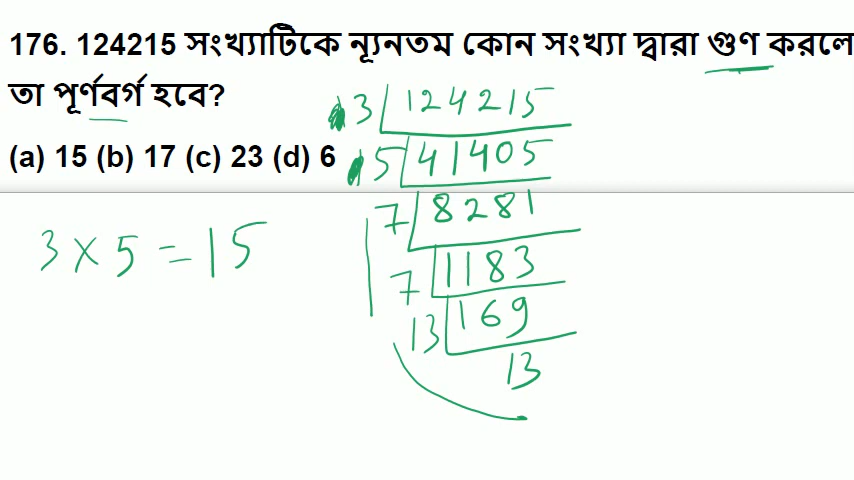 176. 124215 সংখ্যাটিকে ন্যূনতম কোন সংখ্যা দ্বারা গুণ করলে
তা পূর্ণবর্গ হবে?
(a) 15 (b) 17 (c) 23 (d) 6
3 124215
5 41405
7 8281
7 1183
13 169
13
3 × 5 = 15